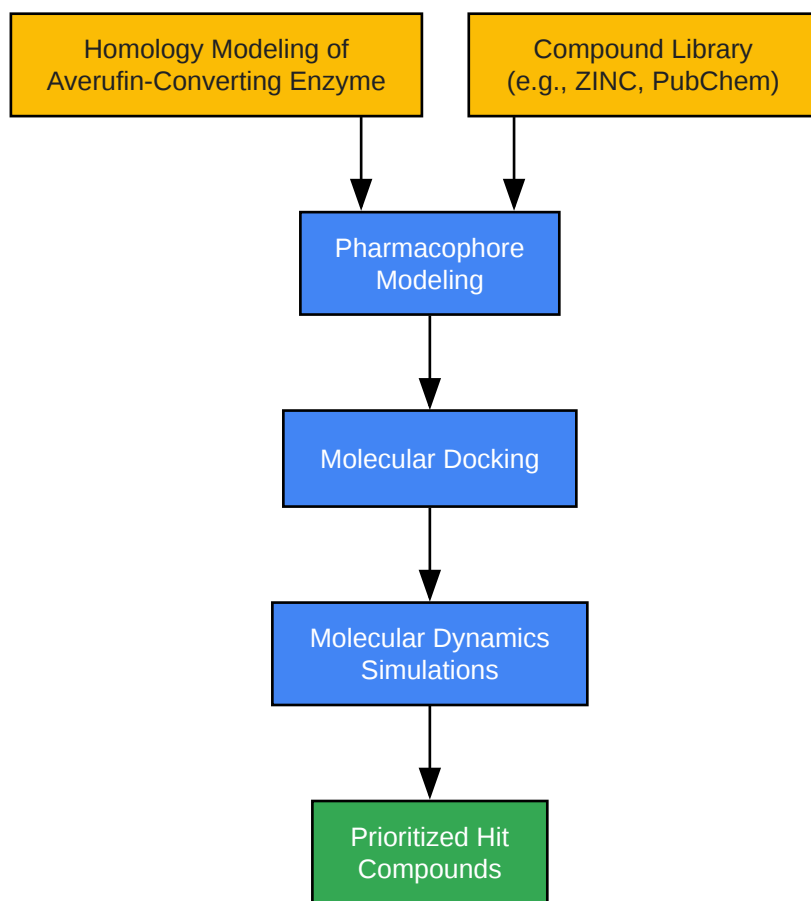 Homology Modeling of
Averufin-Converting Enzyme
Compound Library
(e.g., ZINC, PubChem)
Pharmacophore
Modeling
Molecular Docking
Molecular Dynamics
Simulations
Prioritized Hit
Compounds